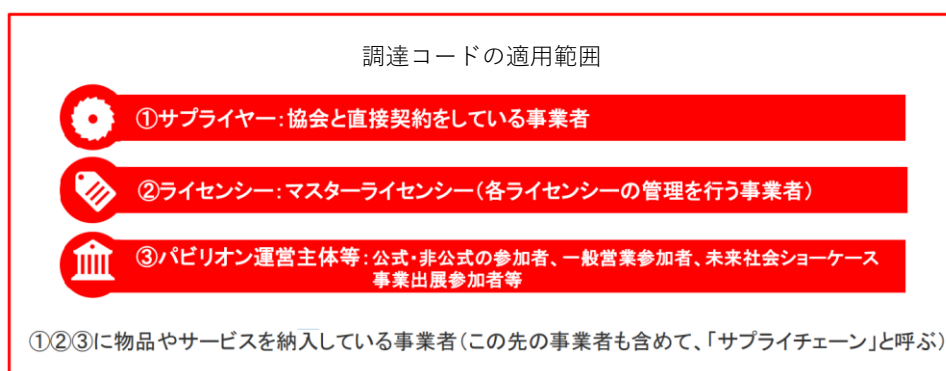 調達コードの適用範囲
①サプライヤー：協会と直接契約をしている事業者
②ライセンシー：マスターライセンシー（各ライセンシーの管理を行う事業者）
③パビリオン運営主体等：公式・非公式の参加者、一般営業参加者、未来社会ショーケース
事業出展参加者等
①②③に物品やサービスを納入している事業者（この先の事業者も含めて、「サプライチェーン」と呼ぶ）